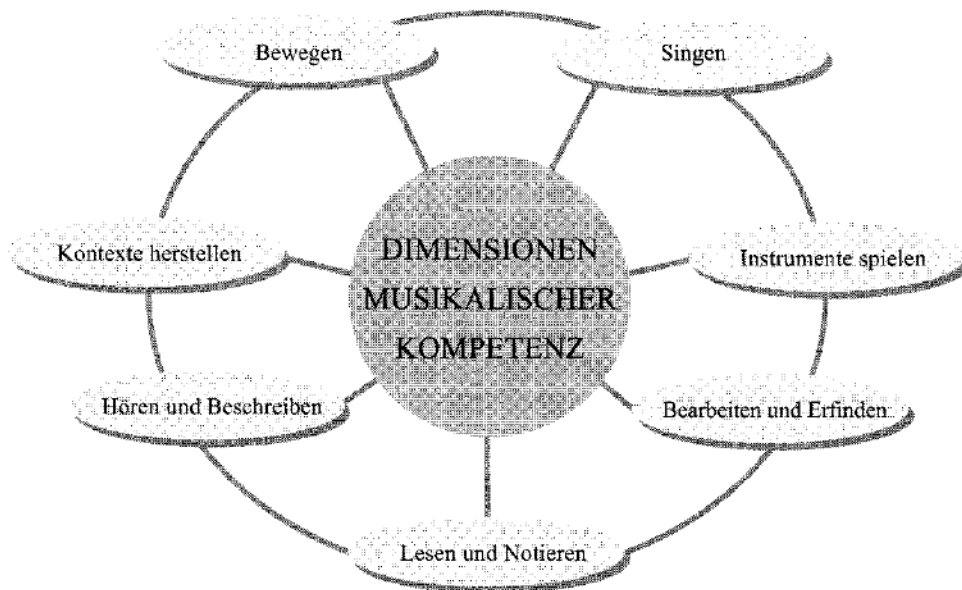 Bewegen
Singen
Kontexte herstellen
DIMENSIONEN
MUSIKALISCHER
KOMPETENZ
Instrumente spielen
Hören und Beschreiben
Bearbeiten und Erfinden
Lesen und Notieren